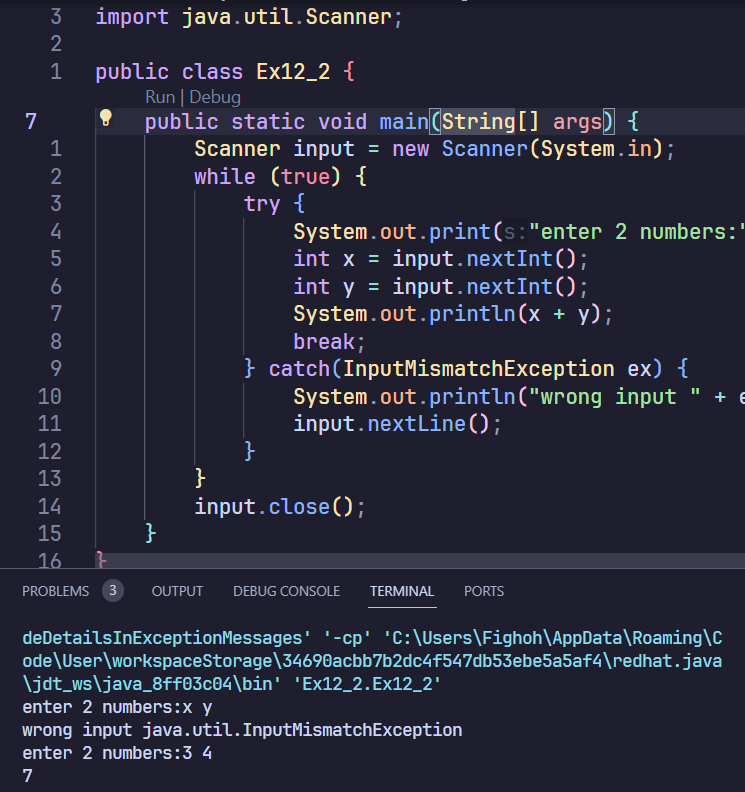 3 import java.util.Scanner;
2
1 public class Ex12_2 {
Run | Debug
7 public static void main(String[] args) {
1 Scanner input = new Scanner(System.in);
2 while (true) {
3 try {
4 System.out.print(s:"enter 2 numbers:"
5 int x = input.nextInt();
6 int y = input.nextInt();
7 System.out.println(x + y);
8 break;
9 } catch(InputMismatchException ex) {
10 System.out.println("wrong input " + e
11 input.nextLine();
12 }
13 }
14 input.close();
15 }
16 }
PROBLEMS 3 OUTPUT DEBUG CONSOLE TERMINAL PORTS
deDetailsInExceptionMessages' '-cp' 'C:\Users\Fighoh\AppData\Roaming\C
ode\User\workspaceStorage\34690acbb7b2dc4f547db53ebe5a5af4\redhat.java
\jdt_ws\java_8ff03c04\bin' 'Ex12_2.Ex12_2'
enter 2 numbers:x y
wrong input java.util.InputMismatchException
enter 2 numbers:3 4
7